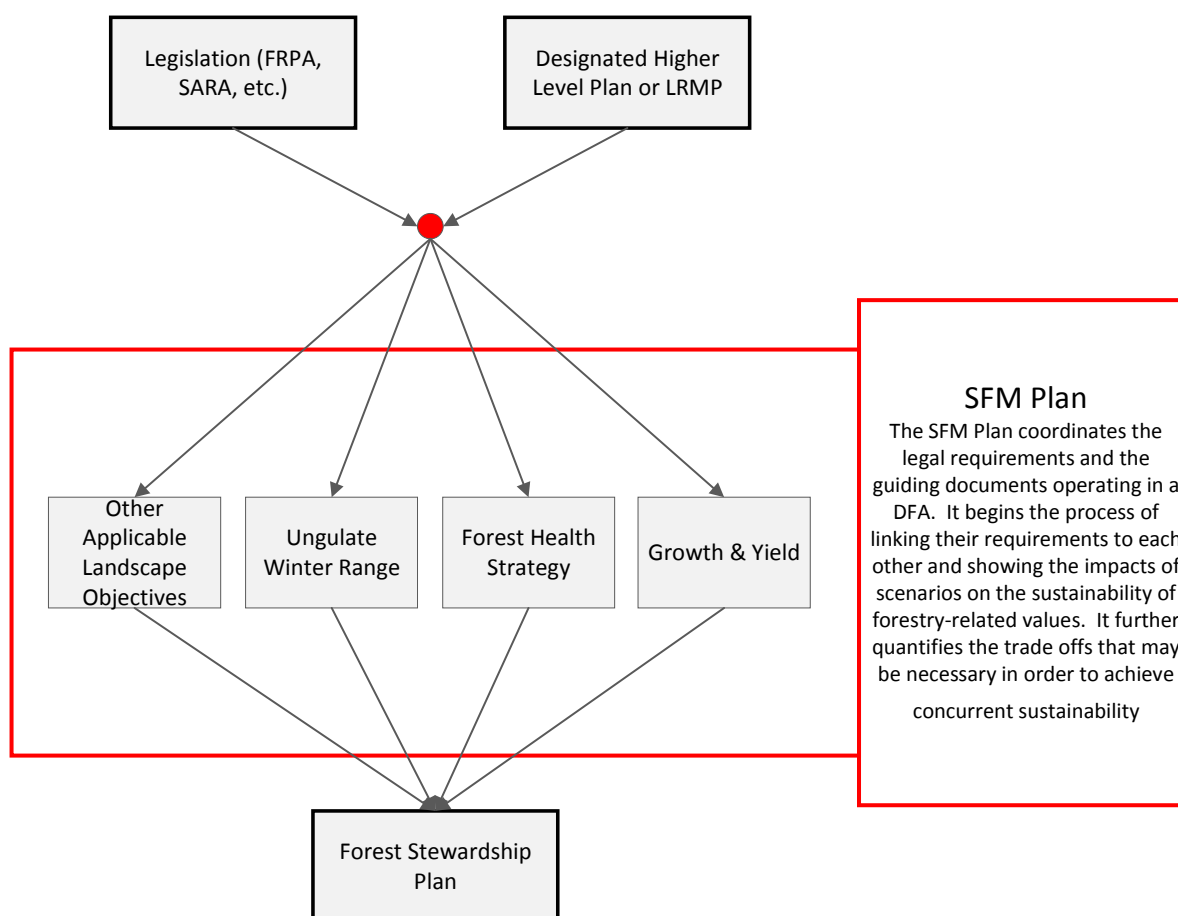 Legislation (FRPA,
SARA, etc.)
Designated Higher
Level Plan or LRMP
Other
Applicable
Landscape
Objectives
Ungulate
Winter Range
Forest Health
Strategy
Growth & Yield
SFM Plan
The SFM Plan coordinates the
legal requirements and the
guiding documents operating in a
DFA.  It begins the process of
linking their requirements to each
other and showing the impacts of
scenarios on the sustainability of
forestry-related values.  It further
quantifies the trade offs that may
be necessary in order to achieve
concurrent sustainability
Forest Stewardship
Plan